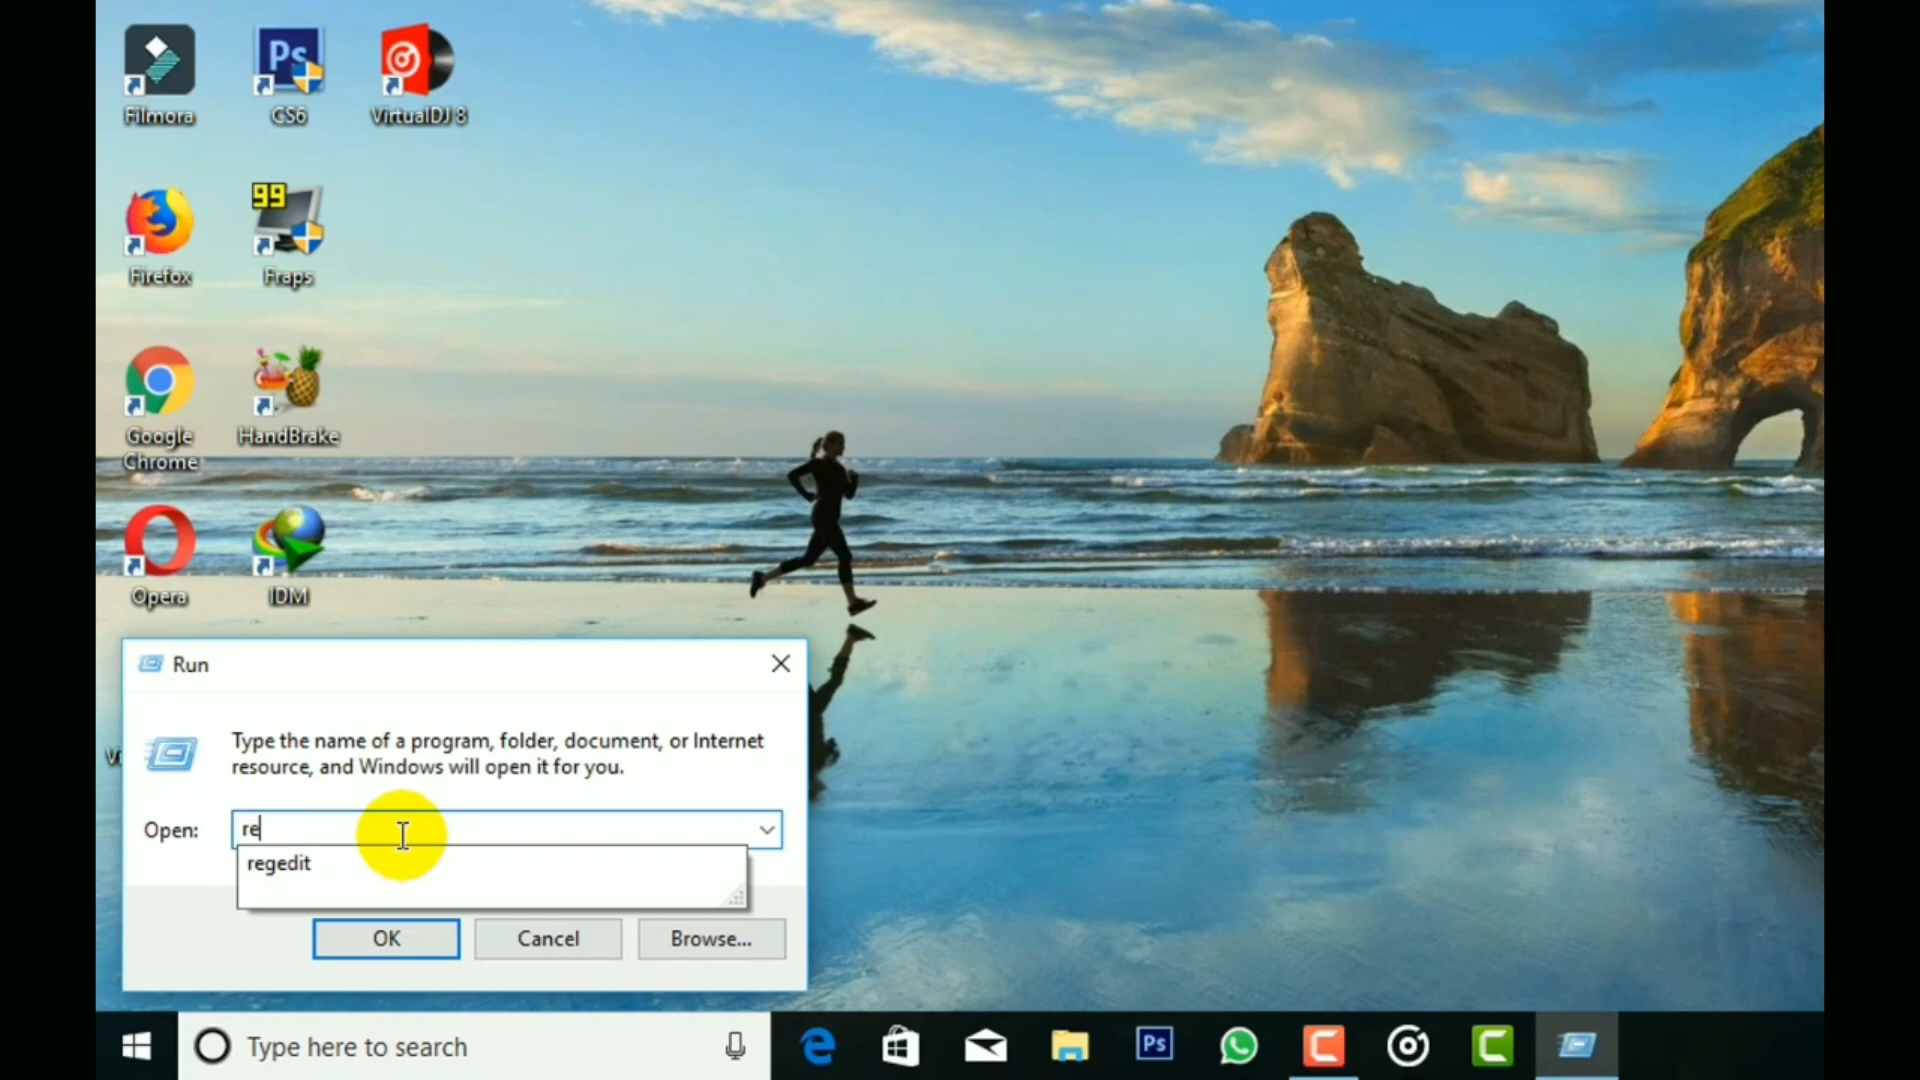 Ps
CS6
Filmora
VirtualDJ 8
99
Firefox
Fraps
Google
Chrome
HandBrake
Opera
IDM
Run
Type the name of a program, folder, document, or Internet
resource, and Windows will open it for you.
Open:
re
regedit
OK
Cancel
Browse...
Type here to search
Ps